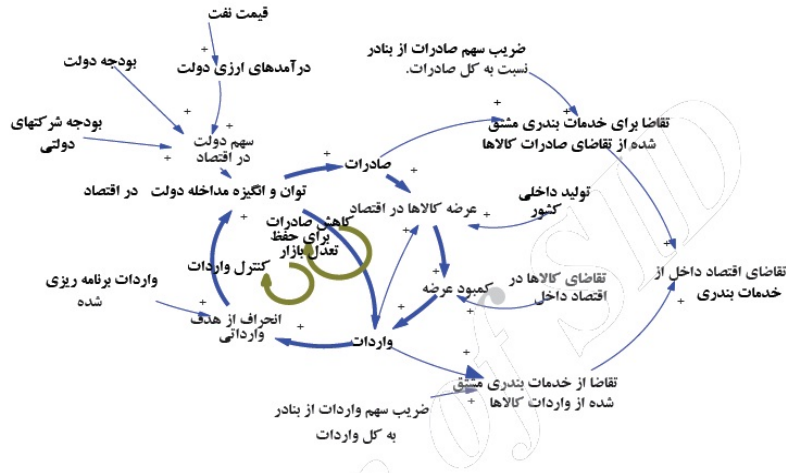 قیمت نفت
درآمدهای ارزی دولت
بودجه دولت
بودجه شرکتهای
دولتی
سهم دولت
در اقتصاد
ضریب سهم صادرات از بنادر
نسبت به کل صادرات.
تقاضا برای خدمات بندری مشتق
شده از تقاضای صادرات کالاها
صادرات
توان و انگیزه مداخله دولت در اقتصاد
عرضه کالاها در اقتصاد
تولید داخلی
کشور
کاهش صادرات
برای حفظ
تعدل بازار
کنترل واردات
کمبود عرضه
تقاضای کالاها در
اقتصاد داخل
تقاضای اقتصاد داخل از
خدمات بندری
واردات برنامه ریزی
شده
انحراف از هدف
وارداتی
واردات
تقاضا از خدمات بندری مشتق
شده از واردات کالاها
ضریب سهم واردات از بنادر
به کل واردات
of SID